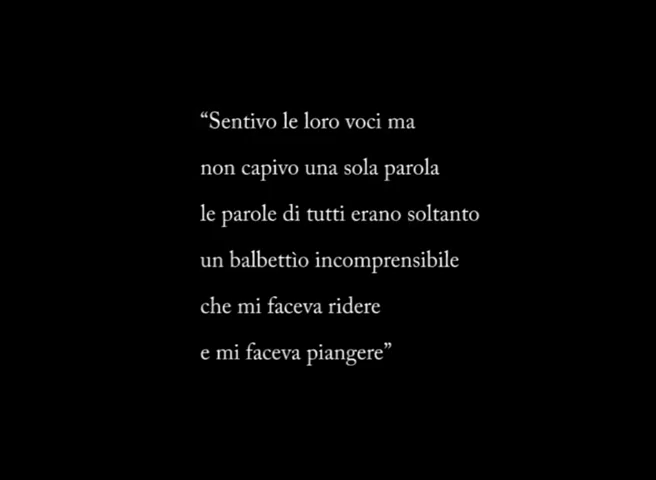 “Sentivo le loro voci ma
non capivo una sola parola
le parole di tutti erano soltanto
un balbettìo incomprensibile
che mi faceva ridere
e mi faceva piangere”